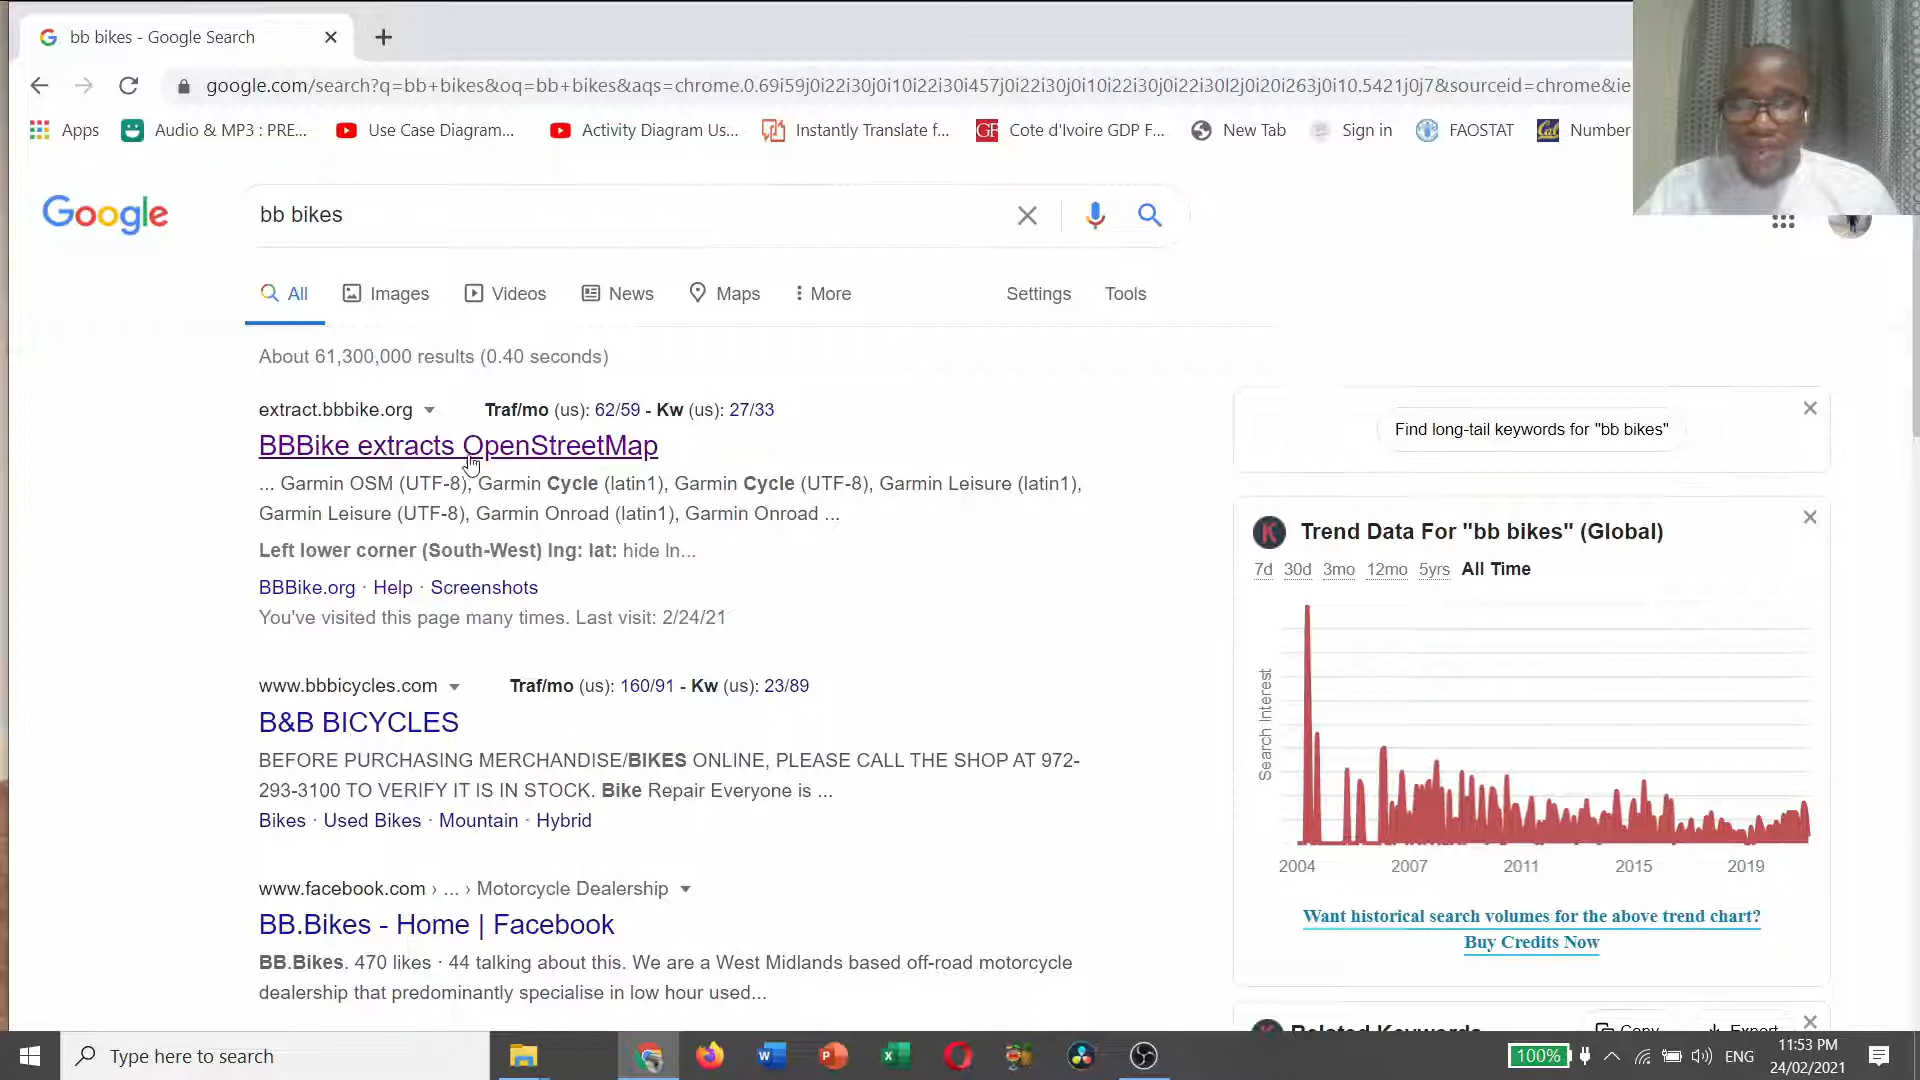 bb bikes - Google Search
google.com/search?q=bb+bikes&oq=bb+bikes&aqs=chrome.0.69i59j0i22i30j0i10i22i30i457j0i22i30j0i10i22i30j0i22i30l2j0i20i263j0i10.5421j0j7&sourceid=chrome&ie
Apps
Audio & MP3 : PRE...
Use Case Diagram...
Activity Diagram Us...
Instantly Translate f...
GP
Cote d'Ivoire GDP F...
New Tab
Sign in
FAOSTAT
Cal
Number
Google
bb bikes
All
Images
Videos
News
Maps
More
Settings
Tools
About 61,300,000 results (0.40 seconds)
extract.bbbike.org
Traf/mo (us): 62/59 - Kw (us): 27/33
BBBike extracts OpenStreetMap
... Garmin OSM (UTF-8), Garmin Cycle (latin1), Garmin Cycle (UTF-8), Garmin Leisure (latin1),
Garmin Leisure (UTF-8), Garmin Onroad (latin1), Garmin Onroad ...
Left lower corner (South-West) lng: lat: hide ln...
BBBike.org · Help · Screenshots
You've visited this page many times. Last visit: 2/24/21
www.bbbicycles.com
Traf/mo (us): 160/91 - Kw (us): 23/89
B&B BICYCLES
BEFORE PURCHASING MERCHANDISE/BIKES ONLINE, PLEASE CALL THE SHOP AT 972-
293-3100 TO VERIFY IT IS IN STOCK. Bike Repair Everyone is ...
Bikes · Used Bikes · Mountain · Hybrid
www.facebook.com › ... › Motorcycle Dealership
BB.Bikes - Home | Facebook
BB.Bikes. 470 likes · 44 talking about this. We are a West Midlands based off-road motorcycle
dealership that predominantly specialise in low hour used...
Find long-tail keywords for "bb bikes"
K
Trend Data For "bb bikes" (Global)
7d 30d 3mo 12mo 5yrs All Time
Search Interest
2004 2007 2011 2015 2019
Want historical search volumes for the above trend chart?
Buy Credits Now
Related Keywords
Copy
Export
Type here to search
100%
ENG
11:53 PM
24/02/2021